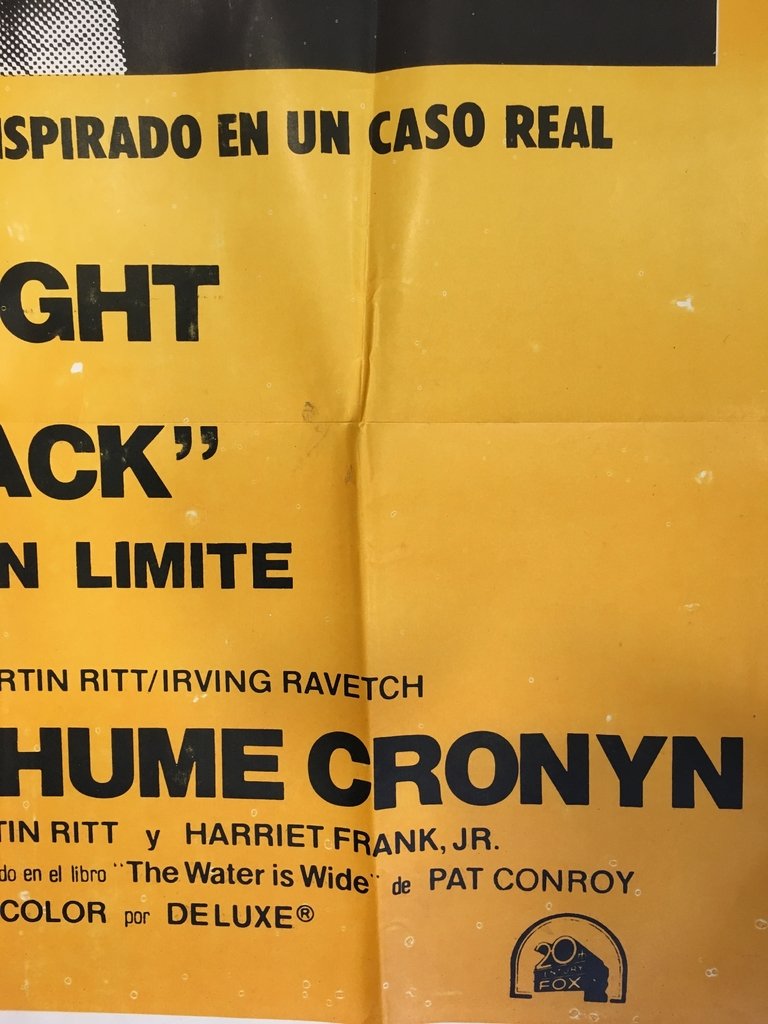 NSPIRADO EN UN CASO REAL
GHT
ACK”
N LIMITE
RTIN RITT/IRVING RAVETCH
HUME CRONYN
TIN RITT y HARRIET FRANK, JR.
do en el libro "The Water is Wide" de PAT CONROY
COLOR por DELUXE®
20th
CENTURY
FOX